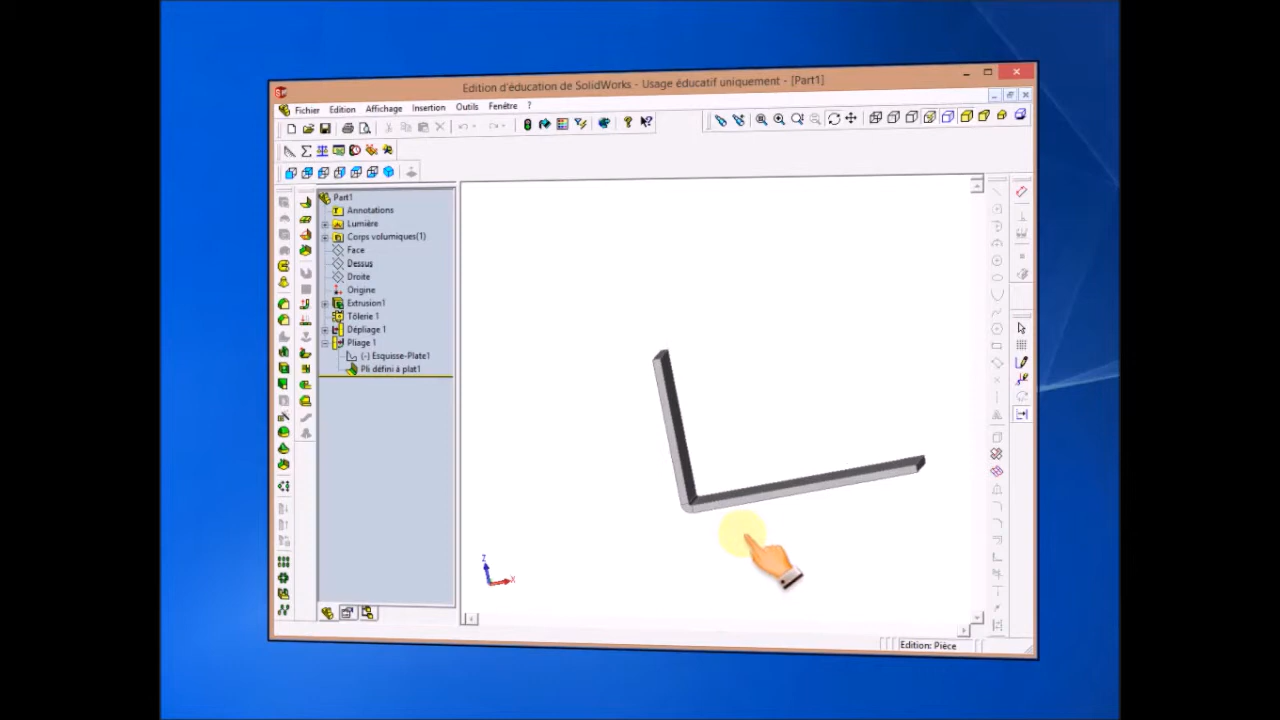 Edition d'éducation de SolidWorks - Usage éducatif uniquement - [Part1]
Fichier Edition Affichage Insertion Outils Fenêtre ?
Part1
Annotations
Lumière
Corps volumiques(1)
Face
Dessus
Droite
Origine
Extrusion1
Tôlerie 1
Dépliage 1
Pliage 1
(-) Esquisse-Plate1
Pli défini à plat1
Z
X
Edition: Pièce